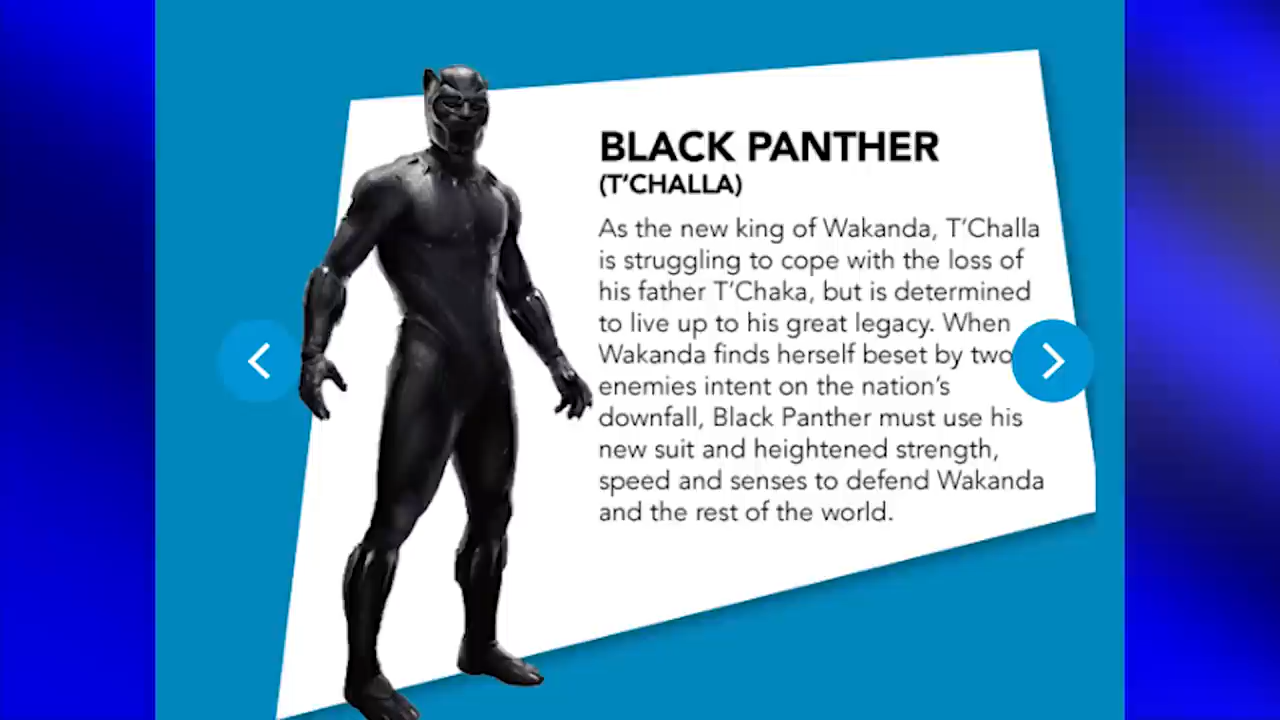 BLACK PANTHER
(T'CHALLA)
As the new king of Wakanda, T'Challa
is struggling to cope with the loss of
his father T'Chaka, but is determined
to live up to his great legacy. When
Wakanda finds herself beset by two
enemies intent on the nation's
downfall, Black Panther must use his
new suit and heightened strength,
speed and senses to defend Wakanda
and the rest of the world.